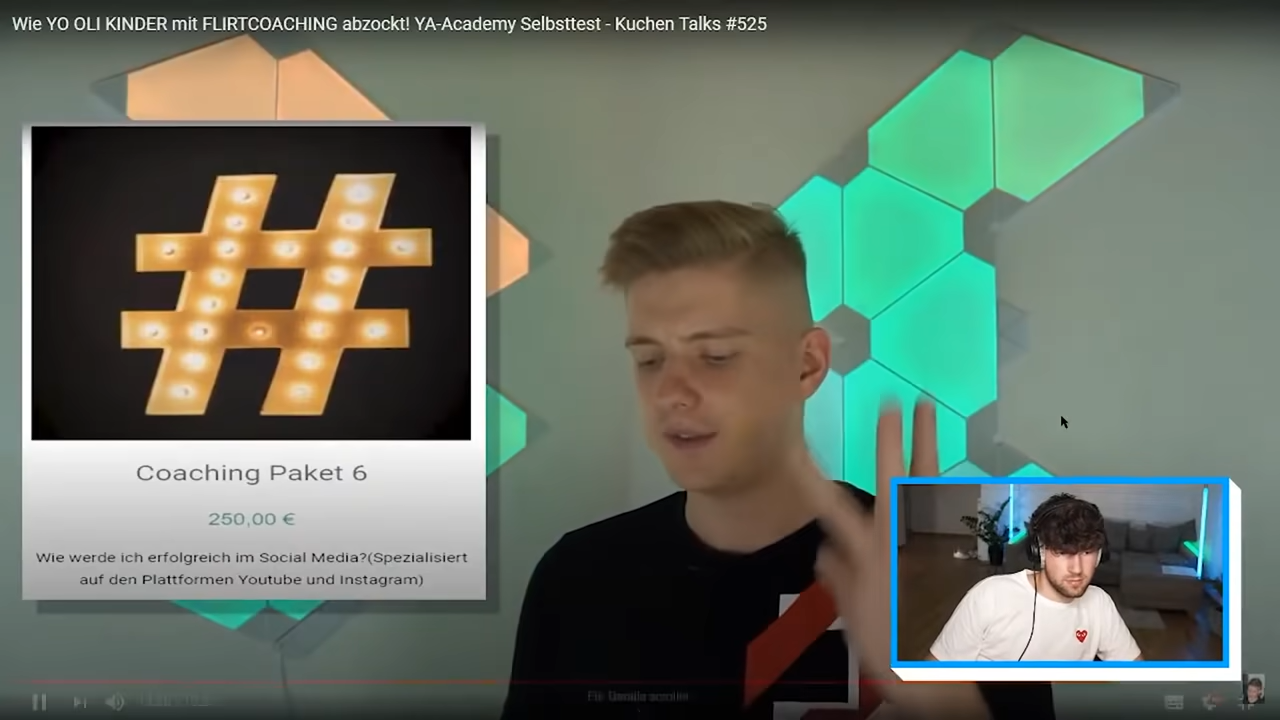 Wie YO OLI KINDER mit FLIRTCOACHING abzockt! YA-Academy Selbsttest - Kuchen Talks #525
#
Coaching Paket 6
250,00 €
Wie werde ich erfolgreich im Social Media?(Spezialisiert
auf den Plattformen Youtube und Instagram)